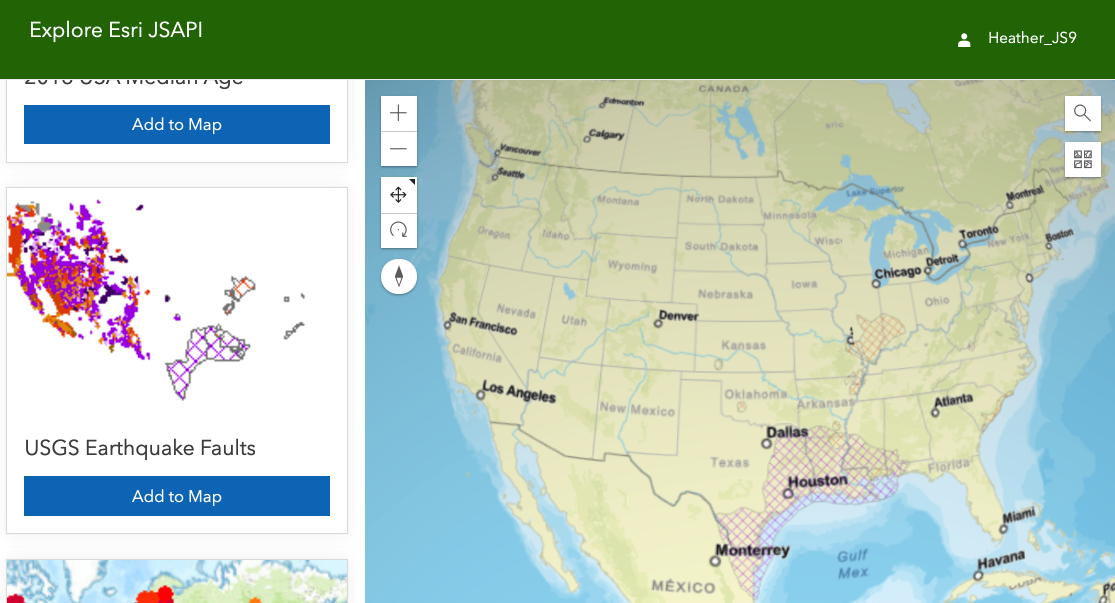 Explore Esri JSAPI
Heather_JS9
2018 USA Median Age
Add to Map
USGS Earthquake Faults
Add to Map
CANADA
Edmonton
Calgary
Vancouver
Seattle
Lake Superior
Montreal
Montana
North Dakota
Minnesota
Toronto
Boston
Oregon
Idaho
South Dakota
Wisc
Michigan
New York
Wyoming
Chicago
Detroit
Iowa
Nebraska
Ohio
Nevada
Utah
Denver
San Francisco
Kansas
California
Los Angeles
New Mexico
Oklahoma
Arkansas
Atlanta
Dallas
Texas
Florida
Houston
Miami
Monterrey
Gulf
Mex
Havana
MÉXICO